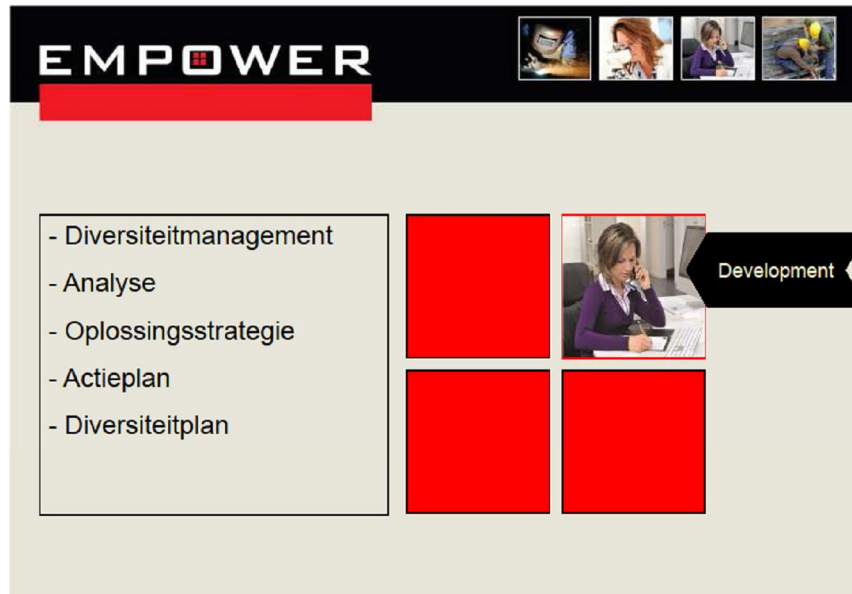 EMPOWER
- Diversiteitmanagement
- Analyse
- Oplossingsstrategie
- Actieplan
- Diversiteitplan
Development